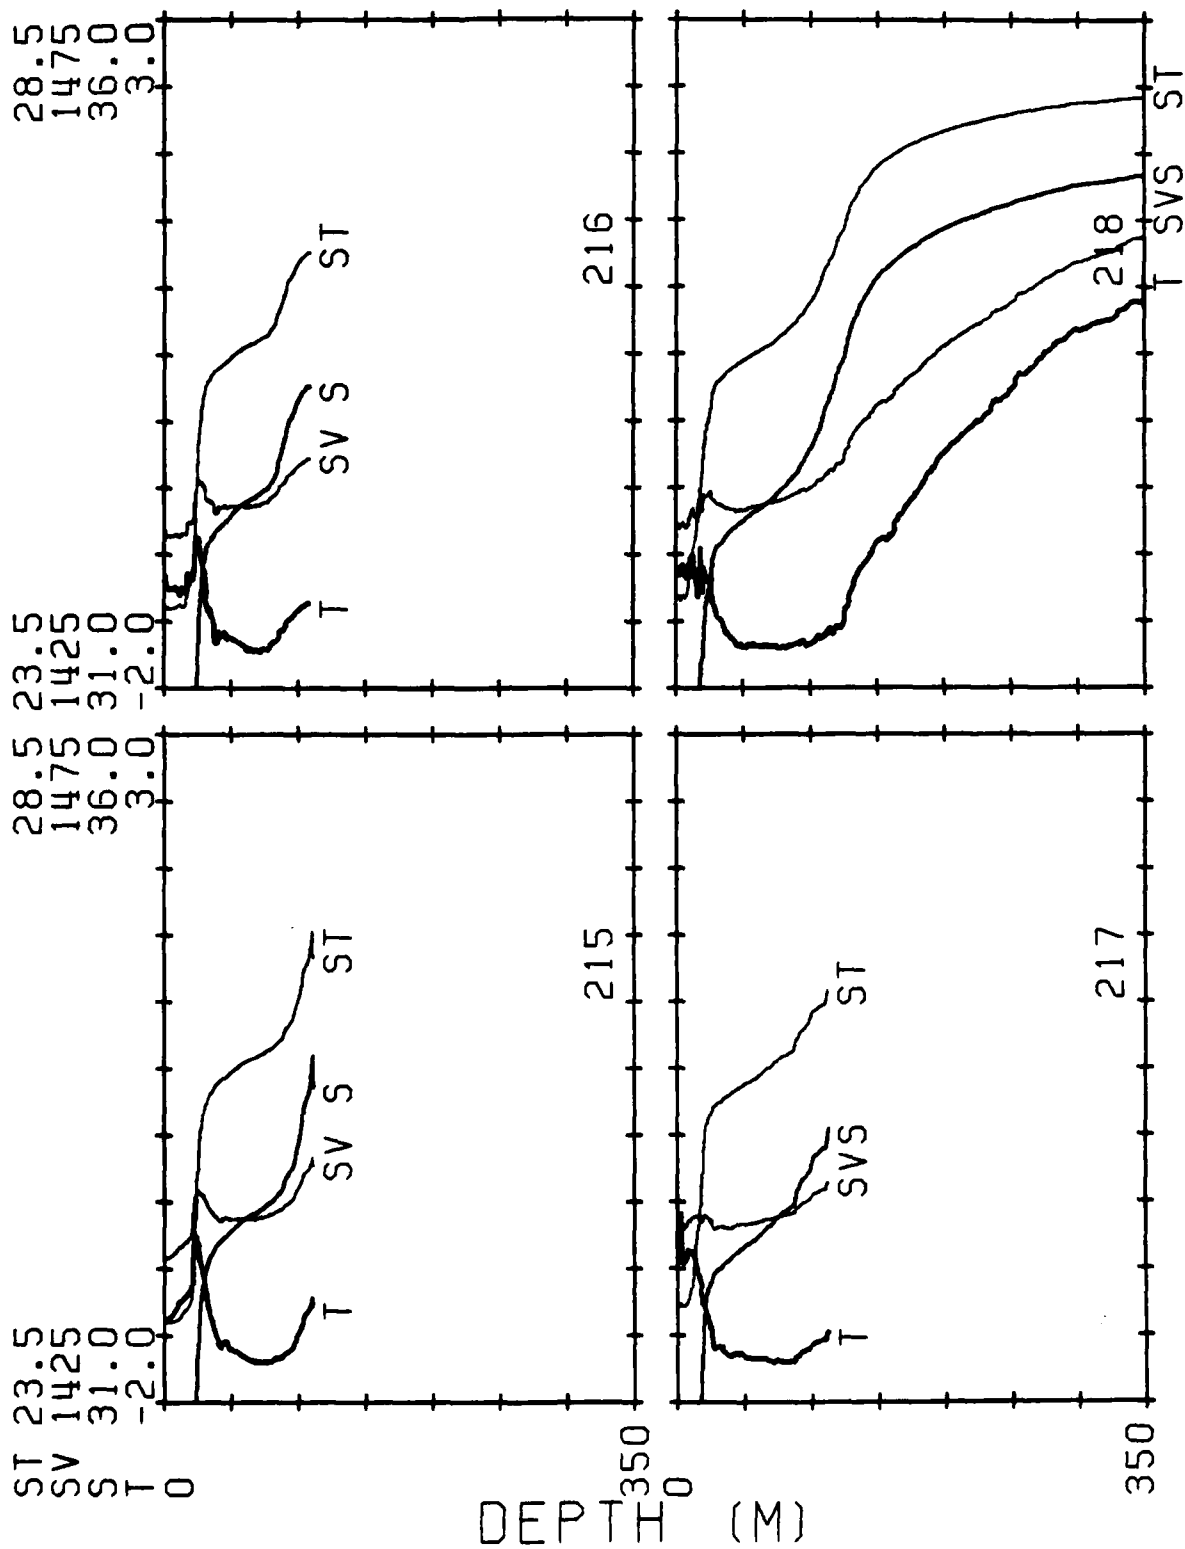 ST 23.5 28.5 23.5 28.5
SV 1425 1475 1425 1475
S 31.0 36.0 31.0 36.0
T -2.0 3.0 -2.0 3.0
0
T SV S ST
T SV S ST
215
216
350
DEPTH (M)
0
T SVS ST
217
218
350
T SVS ST